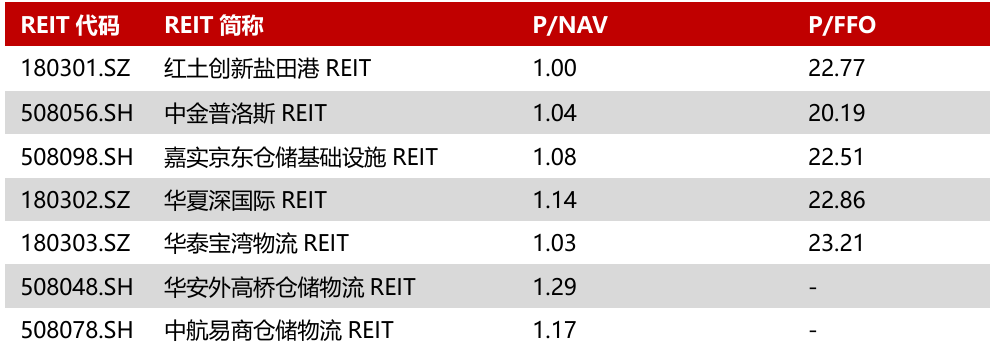 REIT 代码 REIT 简称 P/NAV P/FFO
180301.SZ 红土创新盐田港 REIT 1.00 22.77
508056.SH 中金普洛斯 REIT 1.04 20.19
508098.SH 嘉实京东仓储基础设施 REIT 1.08 22.51
180302.SZ 华夏深国际 REIT 1.14 22.86
180303.SZ 华泰宝湾物流 REIT 1.03 23.21
508048.SH 华安外高桥仓储物流 REIT 1.29 -
508078.SH 中航易商仓储物流 REIT 1.17 -